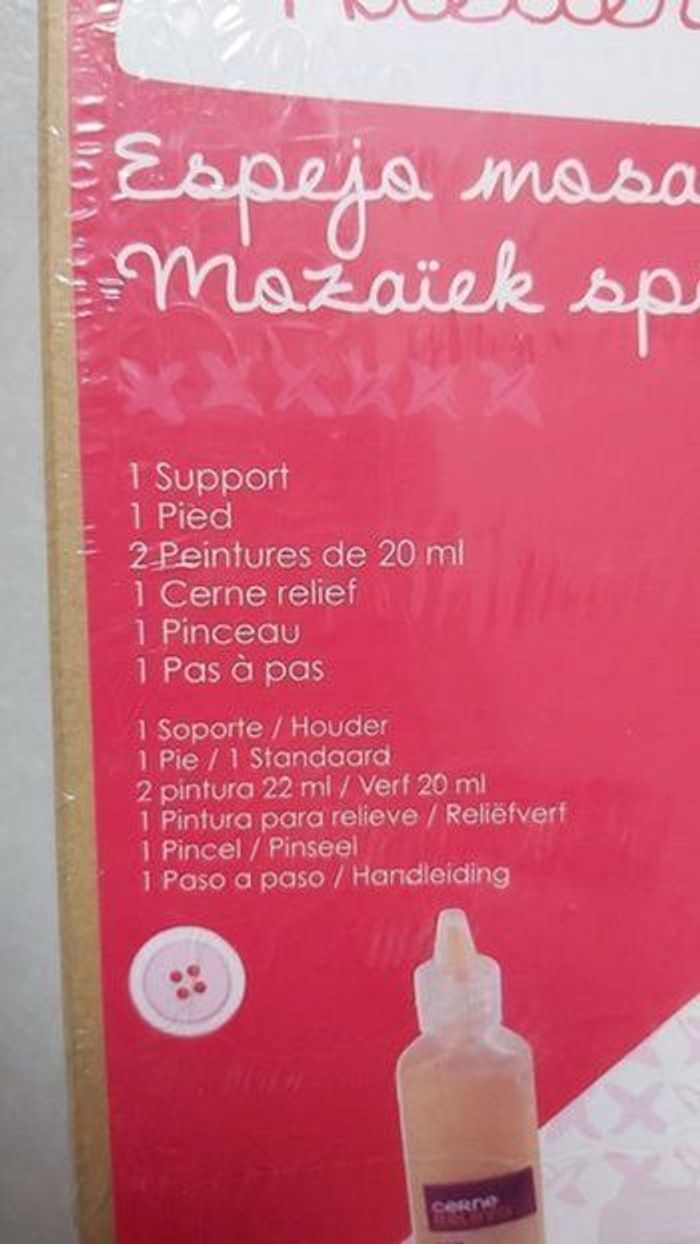 Espejo
Mozaïek
1 Support
1 Pied
2 Peintures de 20 ml
1 Cerne relief
1 Pinceau
1 Pas à pas
1 Soporte / Houder
1 Pie / 1 Standaard
2 pintura 22 ml / Verf 20 ml
1 Pintura para relieve / Reliëfverf
1 Pincel / Pinseel
1 Paso a paso / Handleiding
cerne